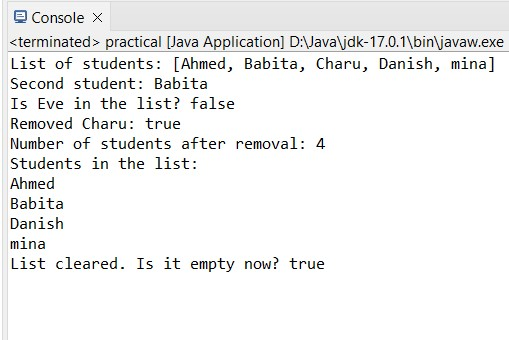 Console
<terminated> practical [Java Application] D:\Java\jdk-17.0.1\bin\javaw.exe
List of students: [Ahmed, Babita, Charu, Danish, mina]
Second student: Babita
Is Eve in the list? false
Removed Charu: true
Number of students after removal: 4
Students in the list:
Ahmed
Babita
Danish
mina
List cleared. Is it empty now? true